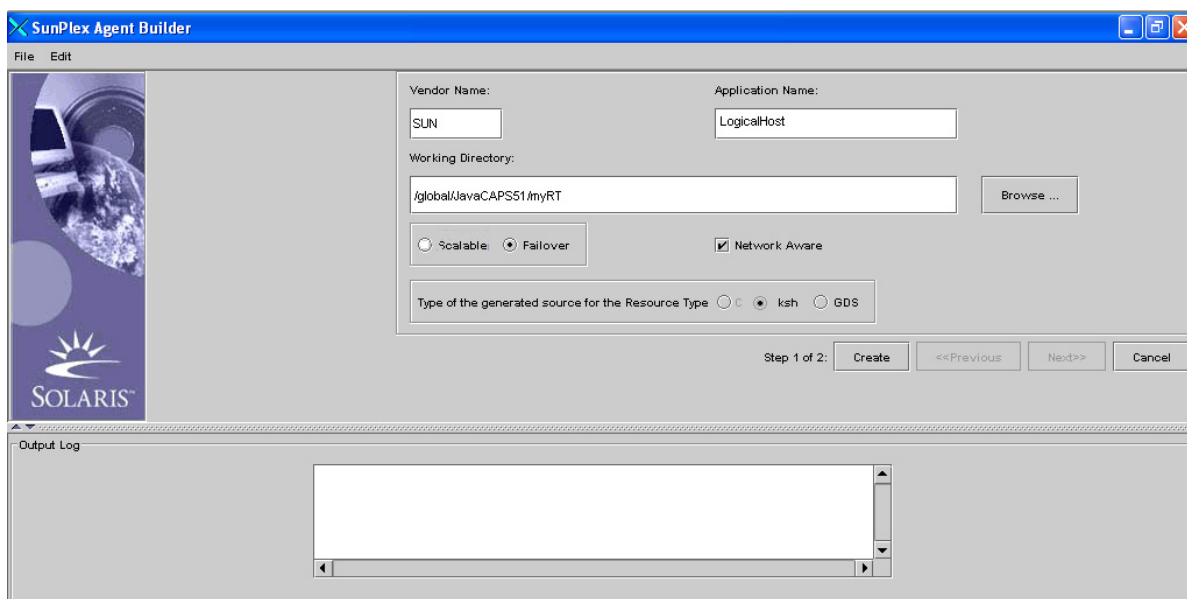 SunPlex Agent Builder
File Edit
Vendor Name: Application Name:
SUN LogicalHost
Working Directory:
/global/JavaCAPS51/myRT Browse ...
Scalable Failover Network Aware
Type of the generated source for the Resource Type C ksh GDS
Step 1 of 2: Create <<Previous Next>> Cancel
SOLARIS™
Output Log